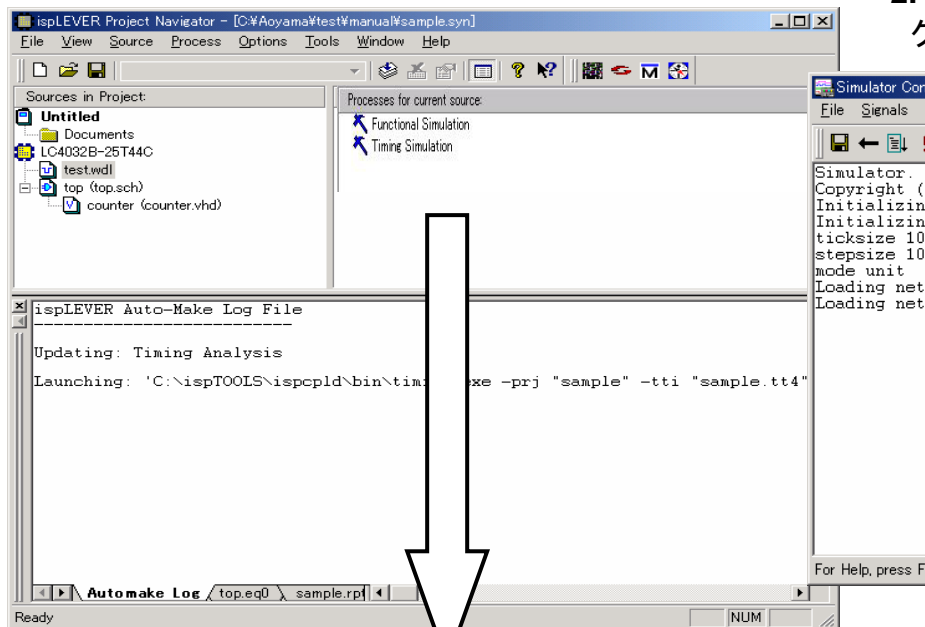 2.
ク
ispLEVER Project Navigator - [C:¥Aoyama¥test¥manual¥sample.syn]
File View Source Process Options Tools Window Help
Sources in Project:
Untitled
Documents
LC4032B-25T44C
test.wdl
top (top.sch)
counter (counter.vhd)
Processes for current source:
Functional Simulation
Timing Simulation
ispLEVER Auto-Make Log File
---------------------------
Updating: Timing Analysis
Launching: 'C:\ispTOOLS\ispcpld\bin\tim xe -prj "sample" -tti "sample.tt4"
Automake Log
top.eq0
sample.rpt
Ready
NUM
Simulator Con
File Signals
Simulator.
Copyright (
Initializin
Initializin
ticksize 10
stepsize 10
mode unit
Loading net
Loading net
For Help, press F